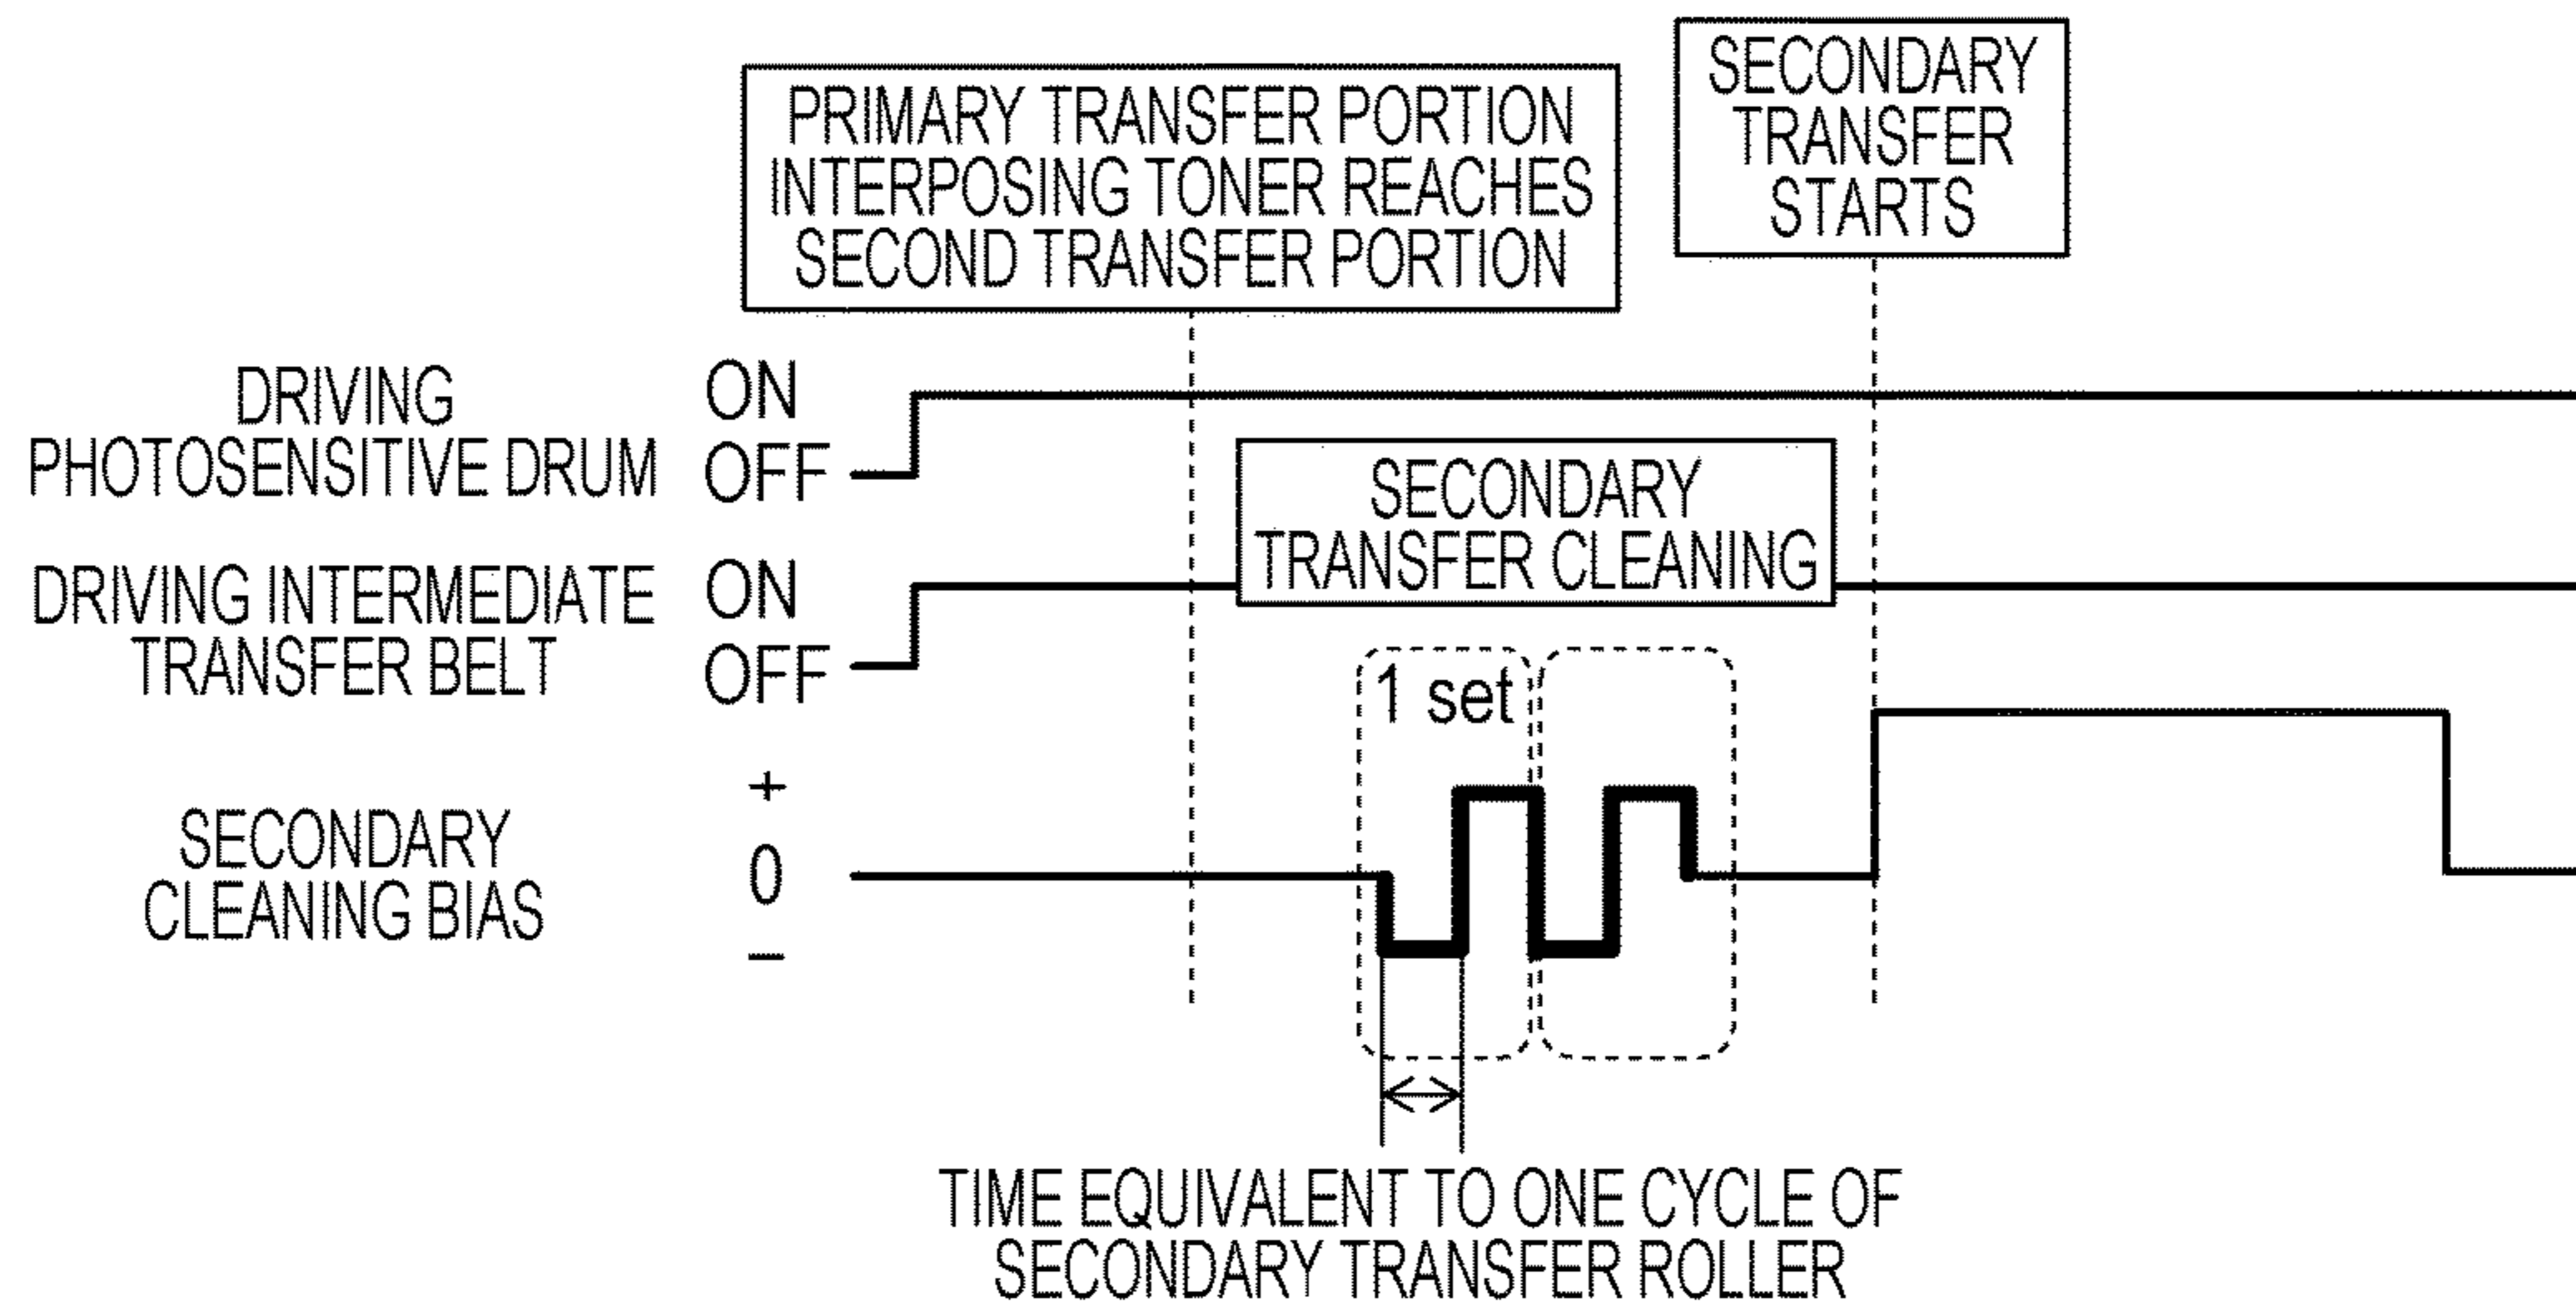 PRIMARY TRANSFER PORTION
INTERPOSING TONER REACHES
SECOND TRANSFER PORTION
SECONDARY
TRANSFER
STARTS
DRIVING
PHOTOSENSITIVE DRUM
ON
OFF
SECONDARY
TRANSFER CLEANING
DRIVING INTERMEDIATE
TRANSFER BELT
ON
OFF
1 set
SECONDARY
CLEANING BIAS
+
0
−
TIME EQUIVALENT TO ONE CYCLE OF
SECONDARY TRANSFER ROLLER